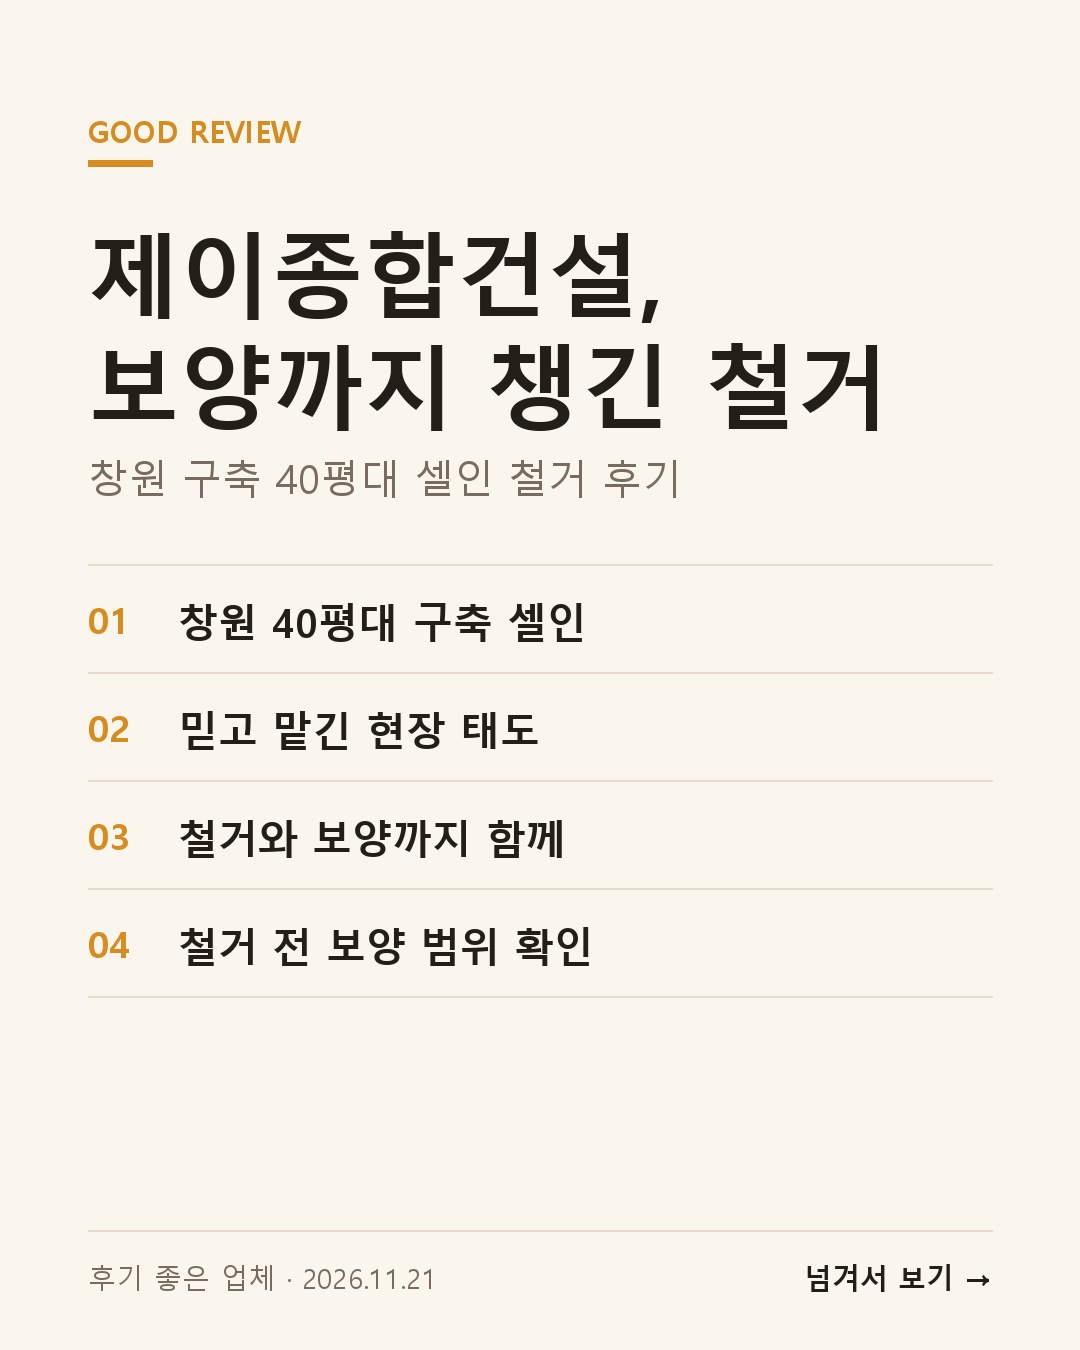 GOOD REVIEW
제이종합건설,
보양까지 챙긴 철거
창원 구축 40평대 셀인 철거 후기
01 창원 40평대 구축 셀인
02 믿고 맡긴 현장 태도
03 철거와 보양까지 함께
04 철거 전 보양 범위 확인
후기 좋은 업체 · 2026.11.21
넘겨서 보기 →